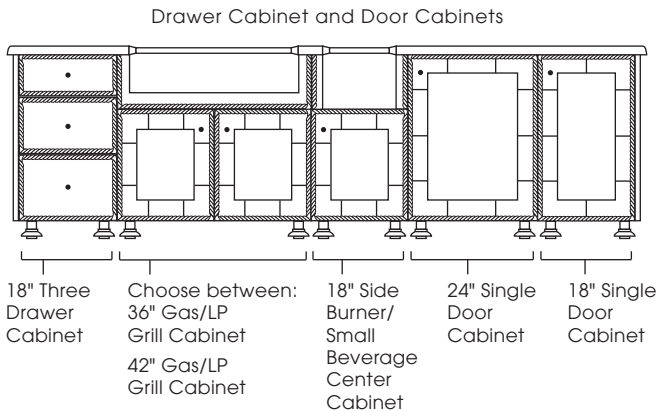 Drawer Cabinet and Door Cabinets
18" Three
Drawer
Cabinet
Choose between:
36" Gas/LP
Grill Cabinet
42" Gas/LP
Grill Cabinet
18" Side
Burner/
Small
Beverage
Center
Cabinet
24" Single
Door
Cabinet
18" Single
Door
Cabinet